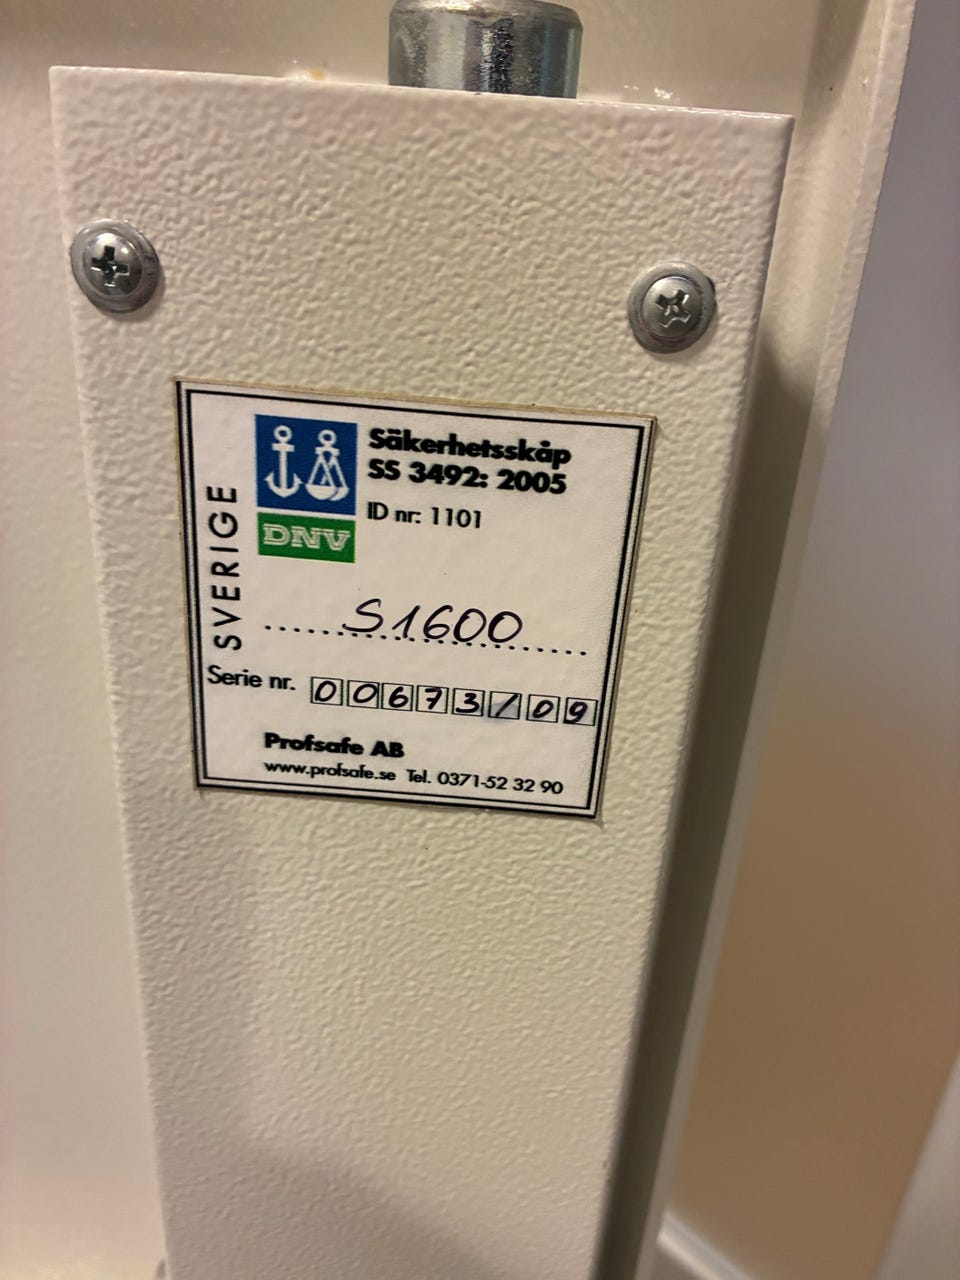 SVERIGE
DNV
Säkerhetsskåp
SS 3492: 2005
ID nr: 1101
S1600
Serie nr. 00673/09
Profsafe AB
www.profsafe.se Tel. 0371-52 32 90